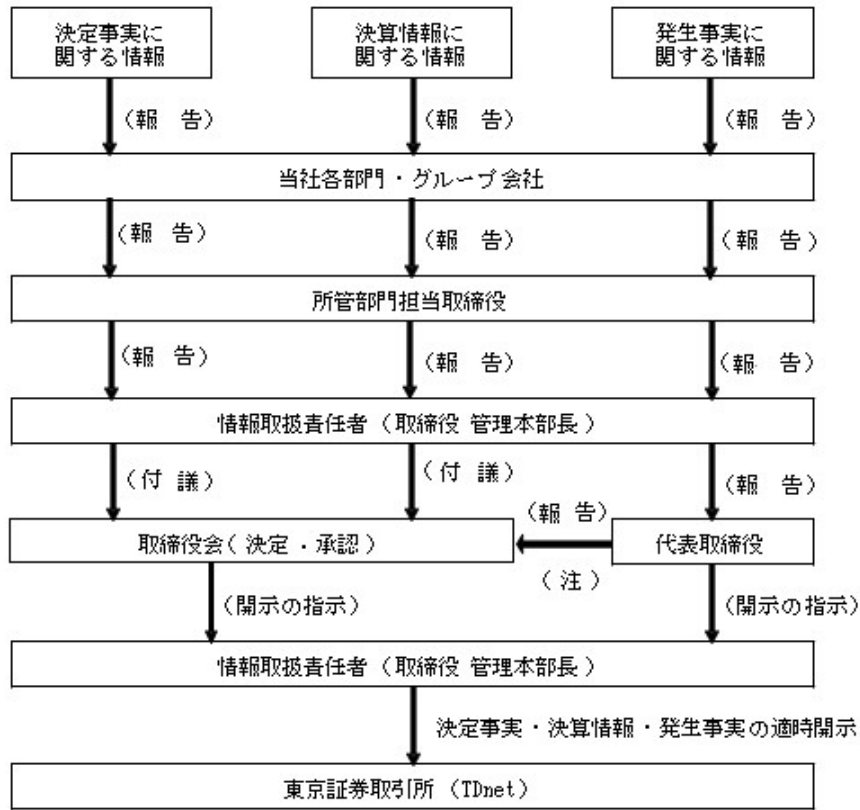 決定事実に
関する情報
決算情報に
関する情報
発生事実に
関する情報
(報 告)
(報 告)
(報 告)
当社各部門・グループ会社
(報 告)
(報 告)
(報 告)
所管部門担当取締役
(報 告)
(報 告)
(報 告)
情報取扱責任者(取締役 管理本部長)
(付 議)
(付 議)
(報 告)
取締役会(決定・承認)
(報 告)
(注)
代表取締役
(開示の指示)
(開示の指示)
情報取扱責任者(取締役 管理本部長)
決定事実・決算情報・発生事実の適時開示
東京証券取引所(TDnet)